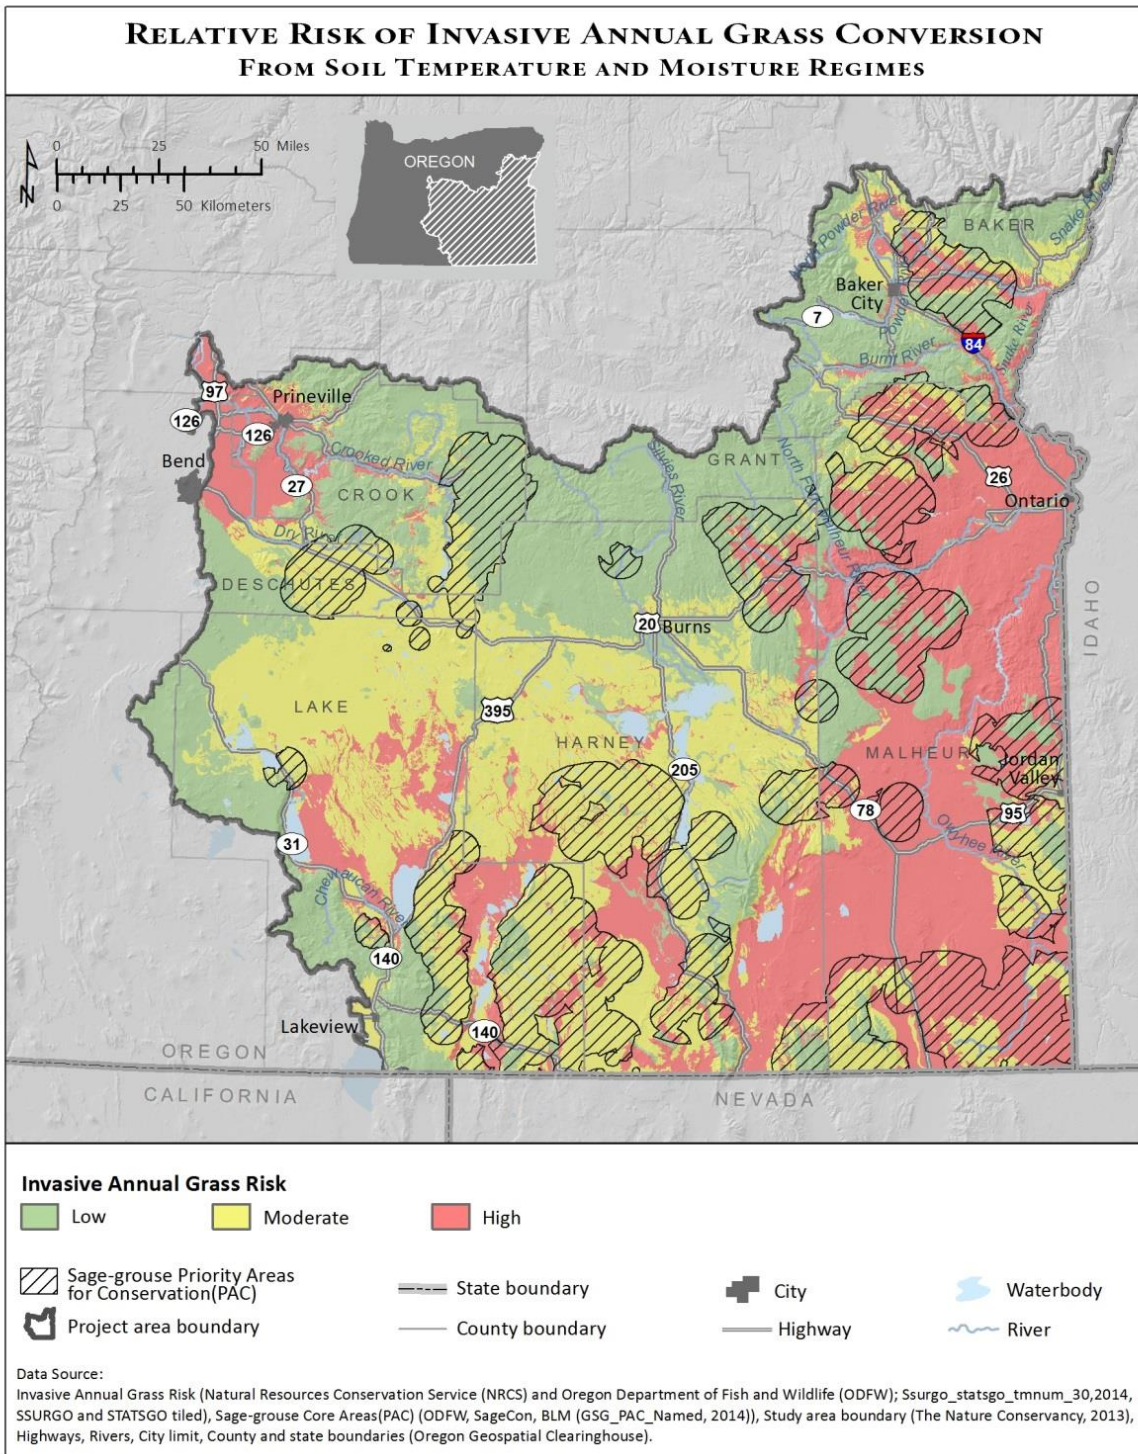 RELATIVE RISK OF INVASIVE ANNUAL GRASS CONVERSION
FROM SOIL TEMPERATURE AND MOISTURE REGIMES
0 25 50 Miles
0 25 50 Kilometers
N
OREGON
BAKER
Snake River
North Powder River
Baker
City
Powder River
7
84
Burnt River
Snake River
97
Prineville
126
126
Bend
Crooked River
27
CROOK
Silvies River
GRANT
North Fork Malheur River
26
Ontario
Dry River
DESCHUTES
IDAHO
20
Burns
LAKE
395
HARNEY
MALHEUR
Jordan
Valley
205
78
95
Owyhee River
31
Chewaucan River
140
Lakeview
140
OREGON
CALIFORNIA
NEVADA
Invasive Annual Grass Risk
Low
Moderate
High
Sage-grouse Priority Areas
for Conservation(PAC)
State boundary
City
Waterbody
Project area boundary
County boundary
Highway
River
Data Source:
Invasive Annual Grass Risk (Natural Resources Conservation Service (NRCS) and Oregon Department of Fish and Wildlife (ODFW); Ssurgo_statsgo_tmnum_30,2014,
SSURGO and STATSGO tiled), Sage-grouse Core Areas(PAC) (ODFW, SageCon, BLM (GSG_PAC_Named, 2014)), Study area boundary (The Nature Conservancy, 2013),
Highways, Rivers, City limit, County and state boundaries (Oregon Geospatial Clearinghouse).